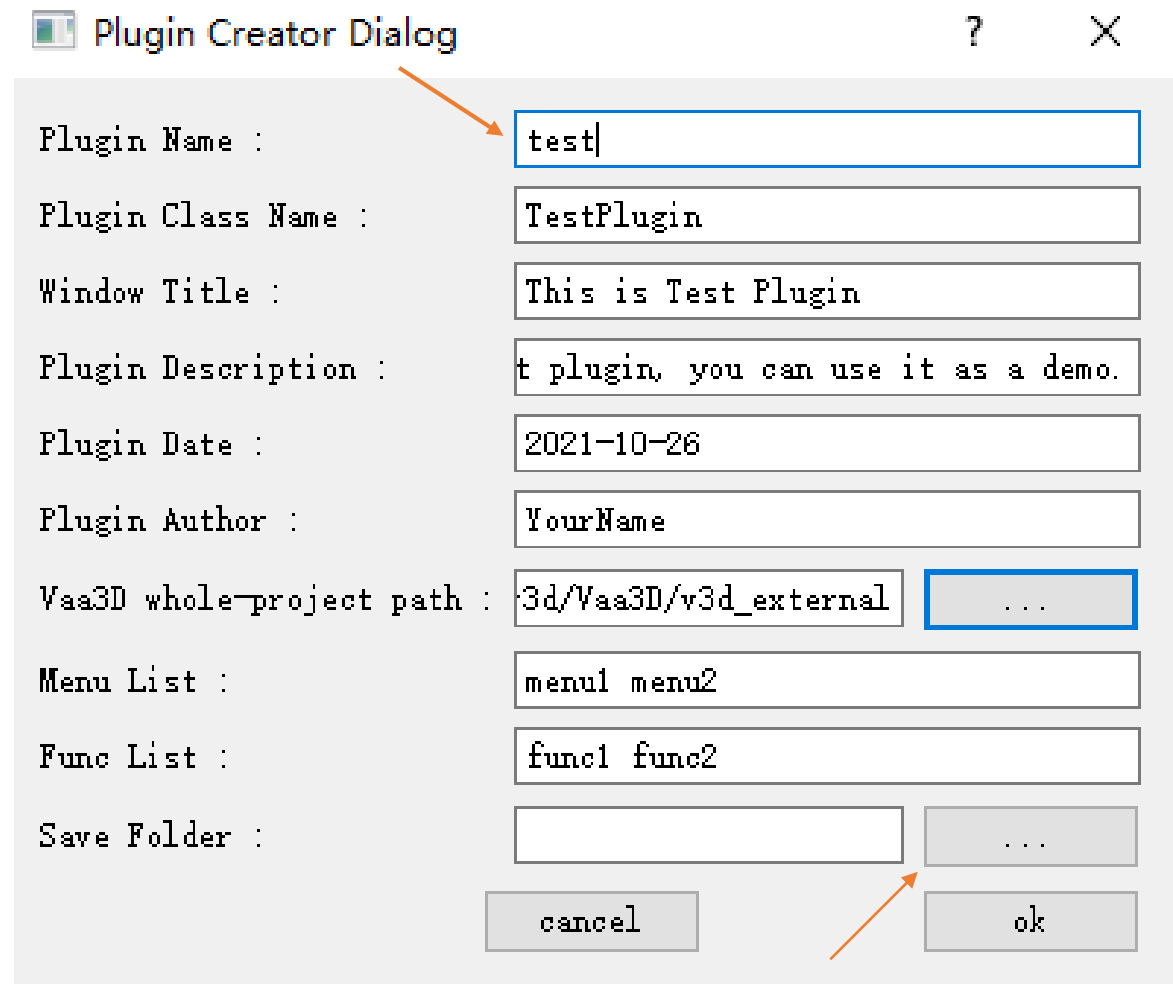 Plugin Creator Dialog ? ×
Plugin Name : test
Plugin Class Name : TestPlugin
Window Title : This is Test Plugin
Plugin Description : t plugin, you can use it as a demo.
Plugin Date : 2021-10-26
Plugin Author : YourName
Vaa3D whole-project path : 3d/Vaa3D/v3d_external ...
Menu List : menu1 menu2
Func List : func1 func2
Save Folder : ...
cancel ok